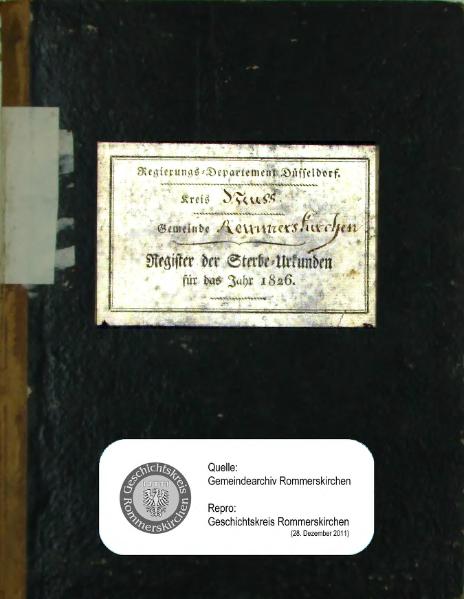 Regierungs-Departement Düsseldorf.
Kreis Neuss
Gemeinde Rommerskirchen
Register der Sterbe-Urkunden
für das Jahr 1826.
Geschichtskreis
Rommerskirchen
Quelle:
Gemeindearchiv Rommerskirchen
Repro:
Geschichtskreis Rommerskirchen
(28. Dezember 2011)